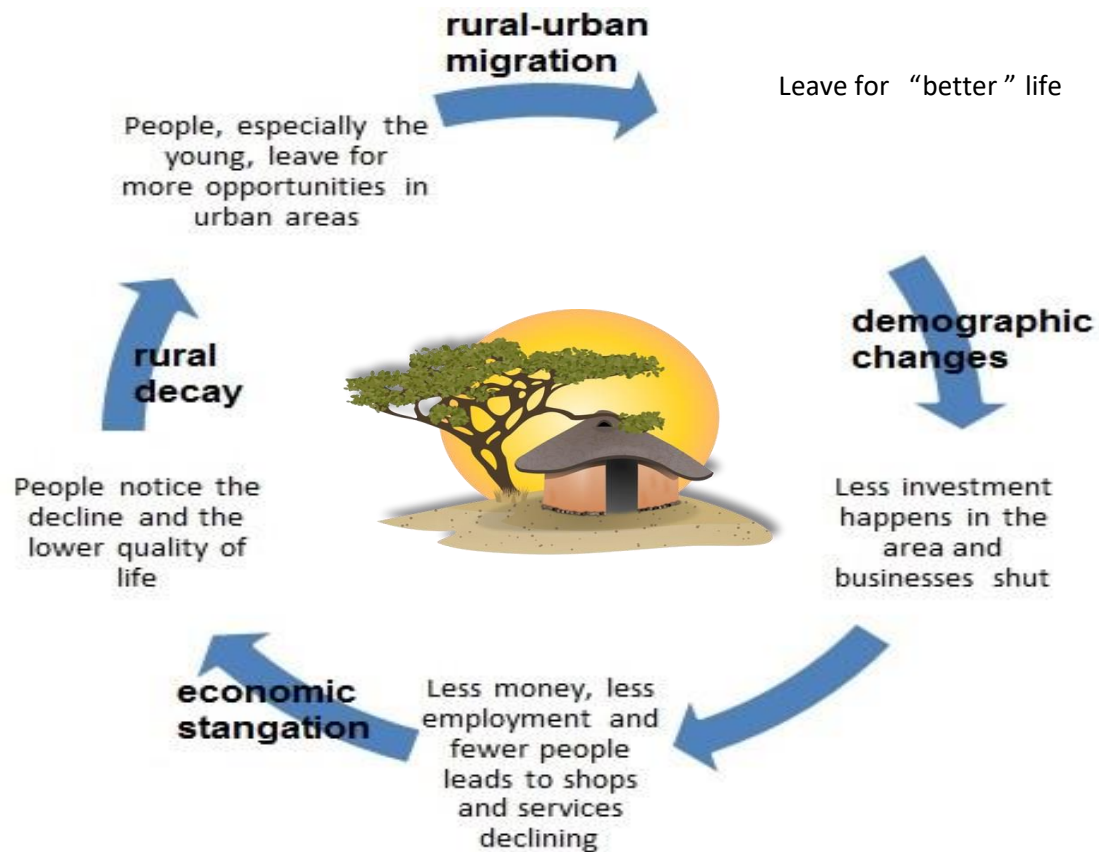 rural-urban
migration
Leave for “better ” life
People, especially the
young, leave for
more opportunities in
urban areas
demographic
changes
rural
decay
People notice the
decline and the
lower quality of
life
Less investment
happens in the
area and
businesses shut
economic
stangation
Less money, less
employment and
fewer people
leads to shops
and services
declining